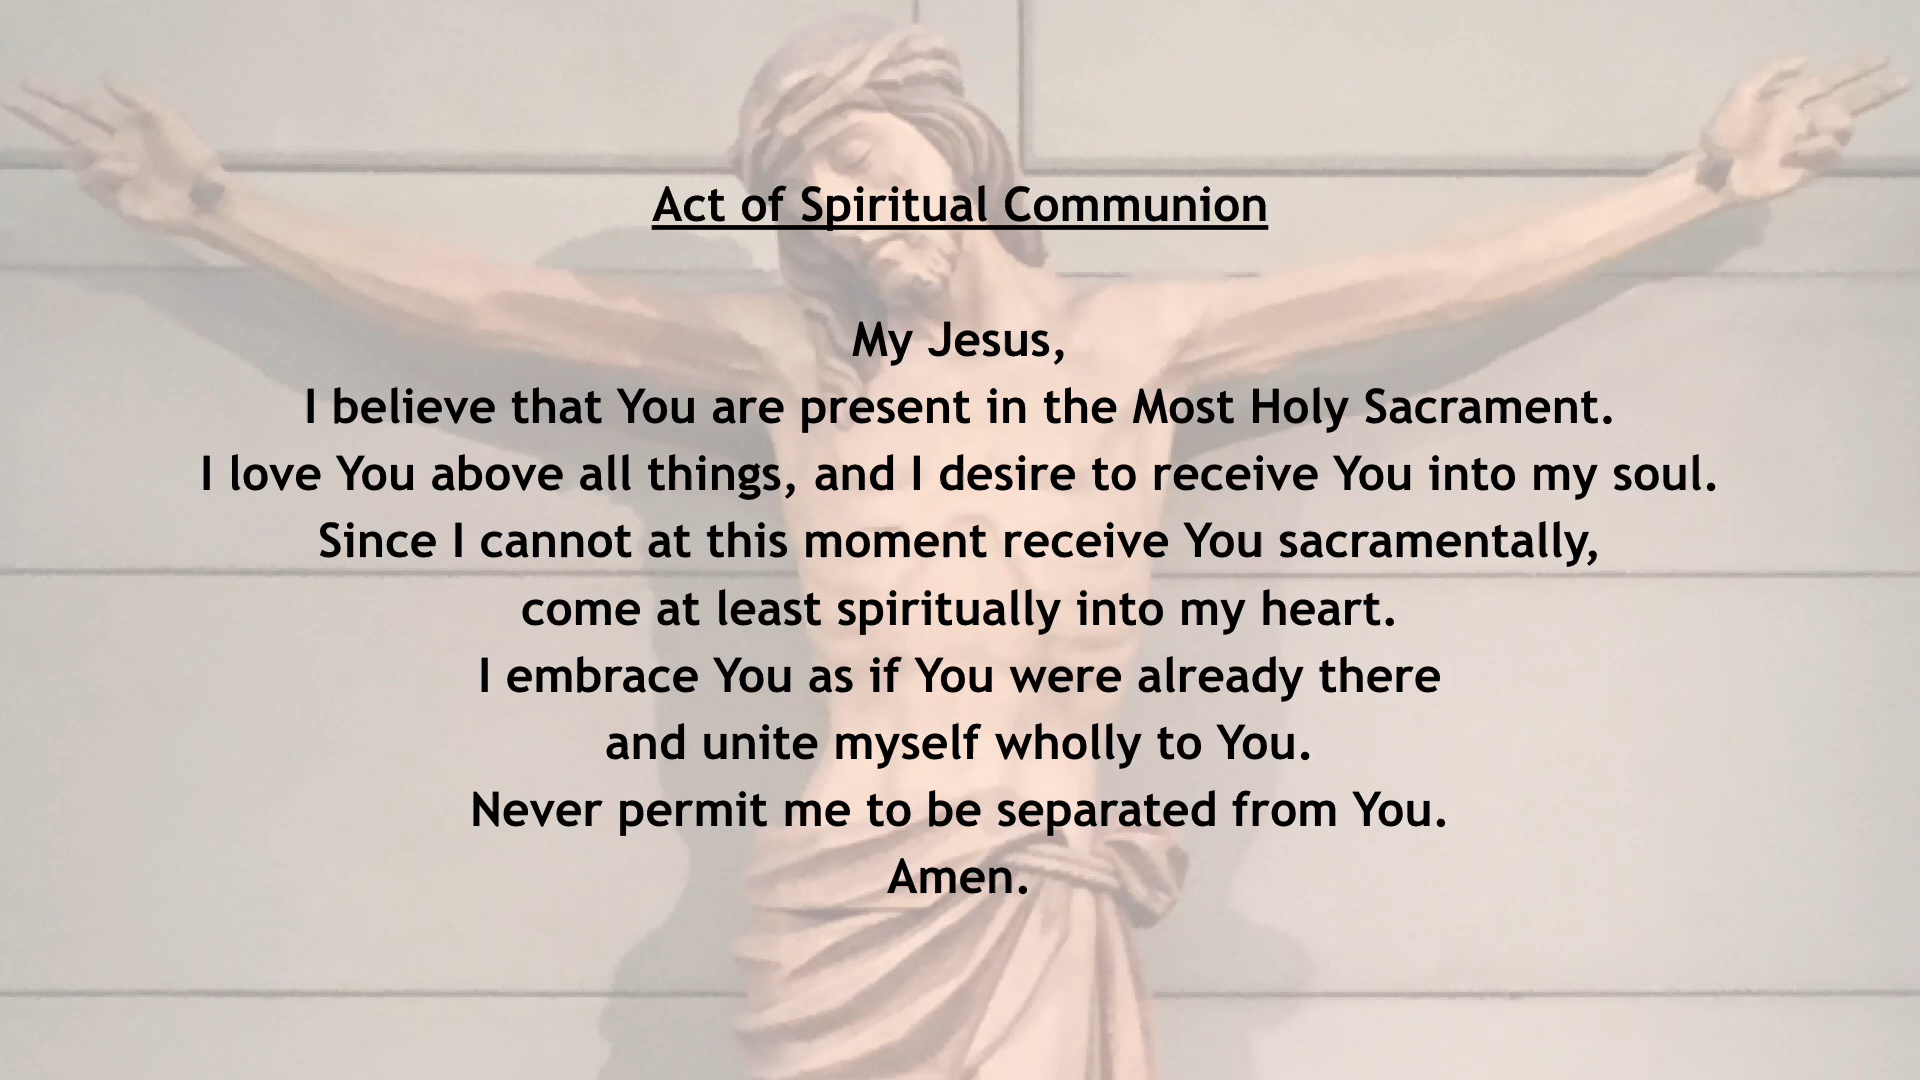 Act of Spiritual Communion
My Jesus,
I believe that You are present in the Most Holy Sacrament.
I love You above all things, and I desire to receive You into my soul.
Since I cannot at this moment receive You sacramentally,
come at least spiritually into my heart.
I embrace You as if You were already there
and unite myself wholly to You.
Never permit me to be separated from You.
Amen.